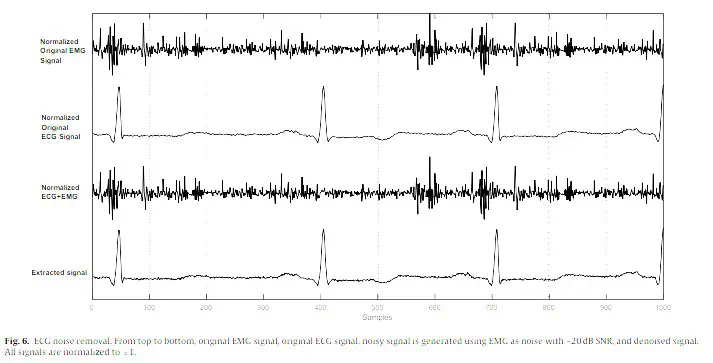 Normalized
Original EMG
Signal
Normalized
Original
ECG Signal
Normalized
ECG+EMG
Extracted signal
0 100 200 300 400 500 600 700 800 900 1000
Samples
Fig. 6. ECG noise removal. From top to bottom, original EMG signal, original ECG signal, noisy signal is generated using EMG as noise with −20 dB SNR, and denoised signal.
All signals are normalized to ±1.